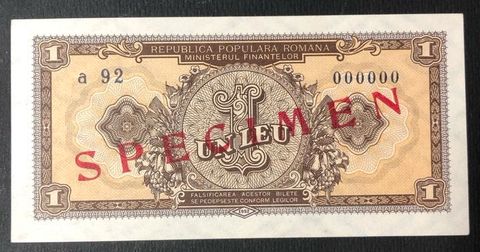 REPUBLICA POPULARA ROMANA
MINISTERUL FINANTELOR
1 1
a 92 000000
1
UN LEU
SPECIMEN
FALSIFICAREA ACESTOR BILETE
SE PEDEPSESTE CONFORM LEGILOR
1 1